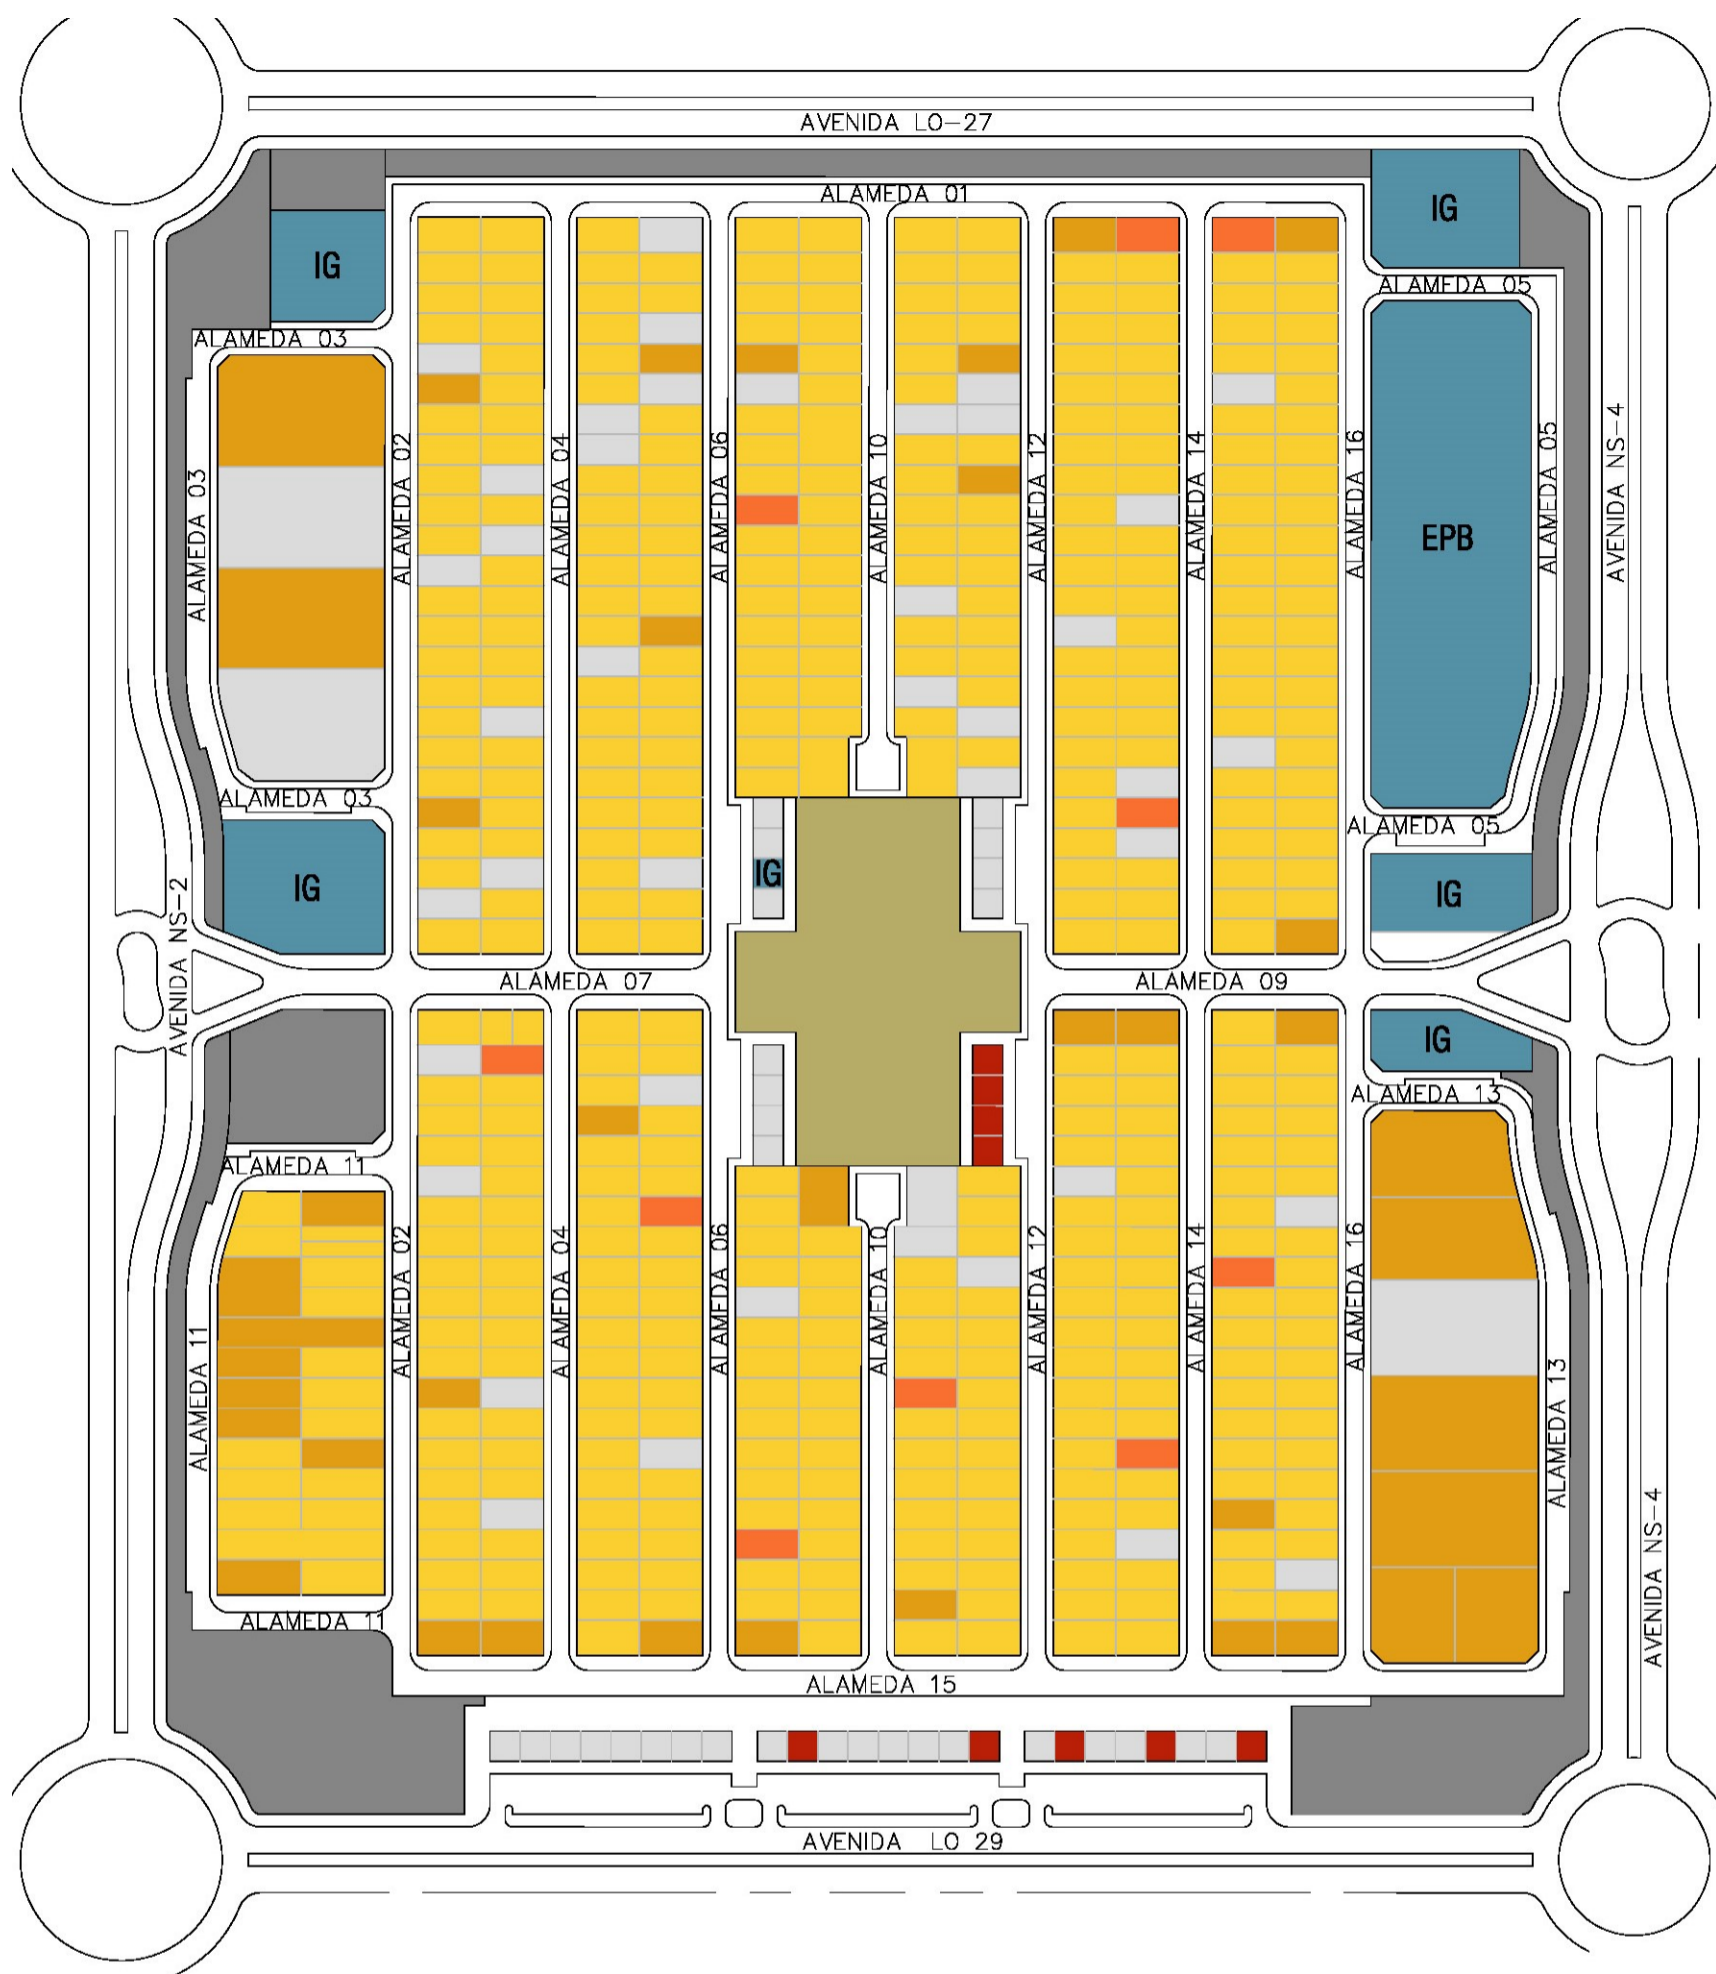 AVENIDA LO-27
ALAMEDA 01
IG
IG
ALAMEDA 05
ALAMEDA 03
ALAMEDA 03
ALAMEDA 02
ALAMEDA 04
ALAMEDA 06
ALAMEDA 10
ALAMEDA 12
ALAMEDA 14
ALAMEDA 16
EPB
ALAMEDA 05
AVENIDA NS-4
ALAMEDA 03
ALAMEDA 05
IG
IG
IG
AVENIDA NS-2
ALAMEDA 07
ALAMEDA 09
IG
ALAMEDA 13
ALAMEDA 11
ALAMEDA 11
ALAMEDA 02
ALAMEDA 04
ALAMEDA 06
ALAMEDA 10
ALAMEDA 12
ALAMEDA 14
ALAMEDA 16
ALAMEDA 13
AVENIDA NS-4
ALAMEDA 11
ALAMEDA 15
AVENIDA LO 29